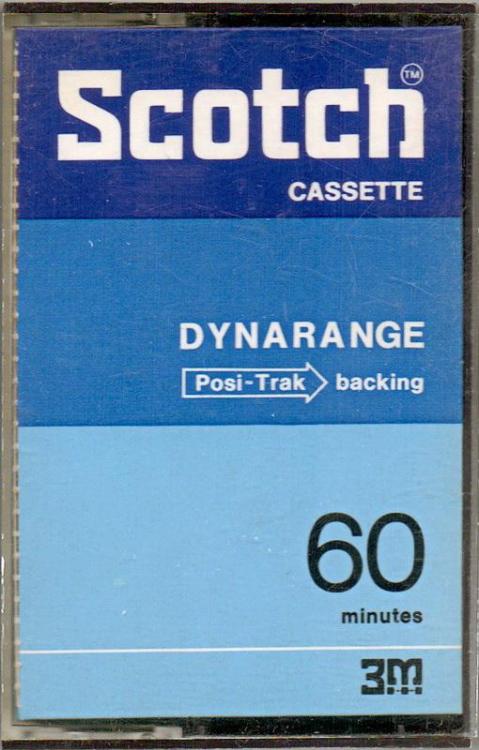 Scotch™
CASSETTE
DYNARANGE
Posi-Trak backing
60
minutes
3M